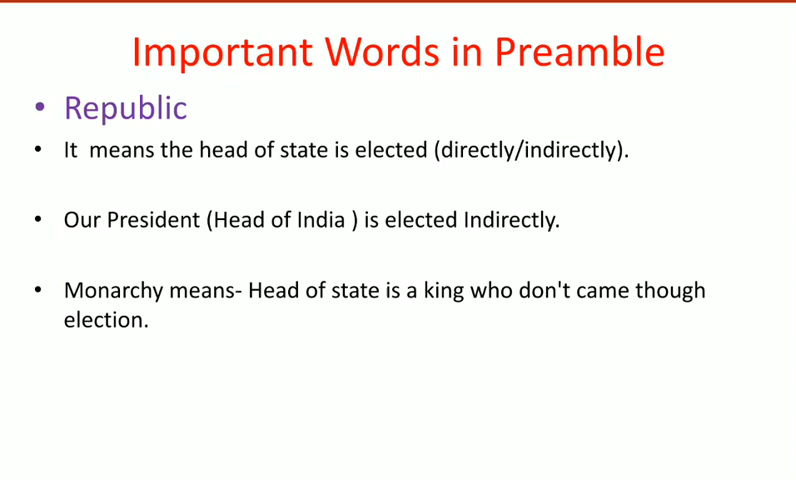 Important Words in Preamble
• Republic
• It means the head of state is elected (directly/indirectly).
• Our President (Head of India ) is elected Indirectly.
• Monarchy means- Head of state is a king who don't came though
election.